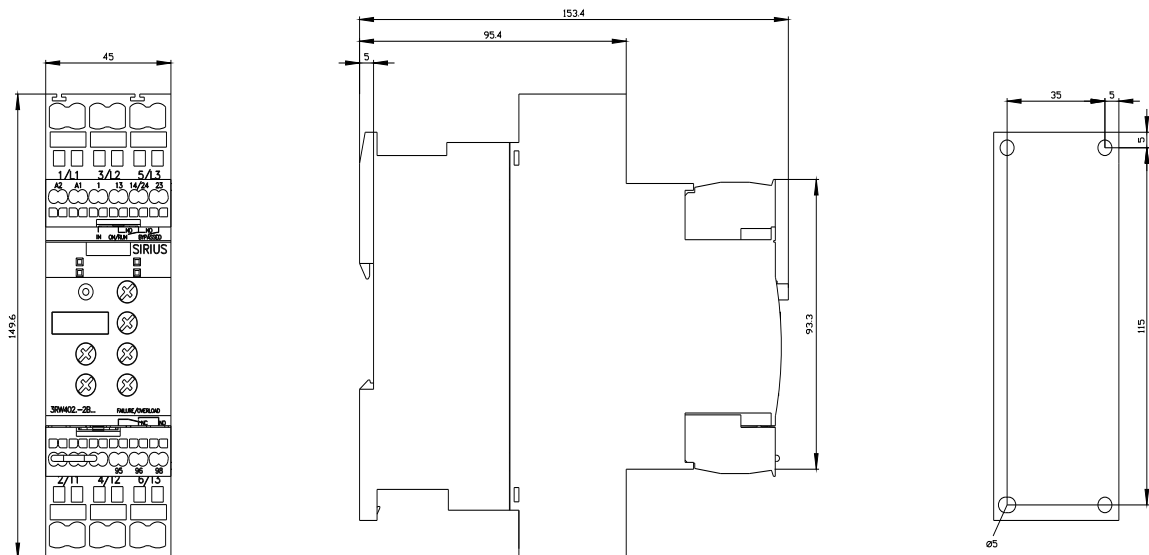 153.4
95.4
45
5
35
5
5
1/L1 3/L2 5/L3
A2 A1 1 13 14/24 23
NO NO
IN ON/RUN BYPASSED
SIRIUS
149.6
93.3
115
3RW402.-2B... FAILURE/OVERLOAD
NC NO
95 96 98
2/T1 4/T2 6/T3
ø5